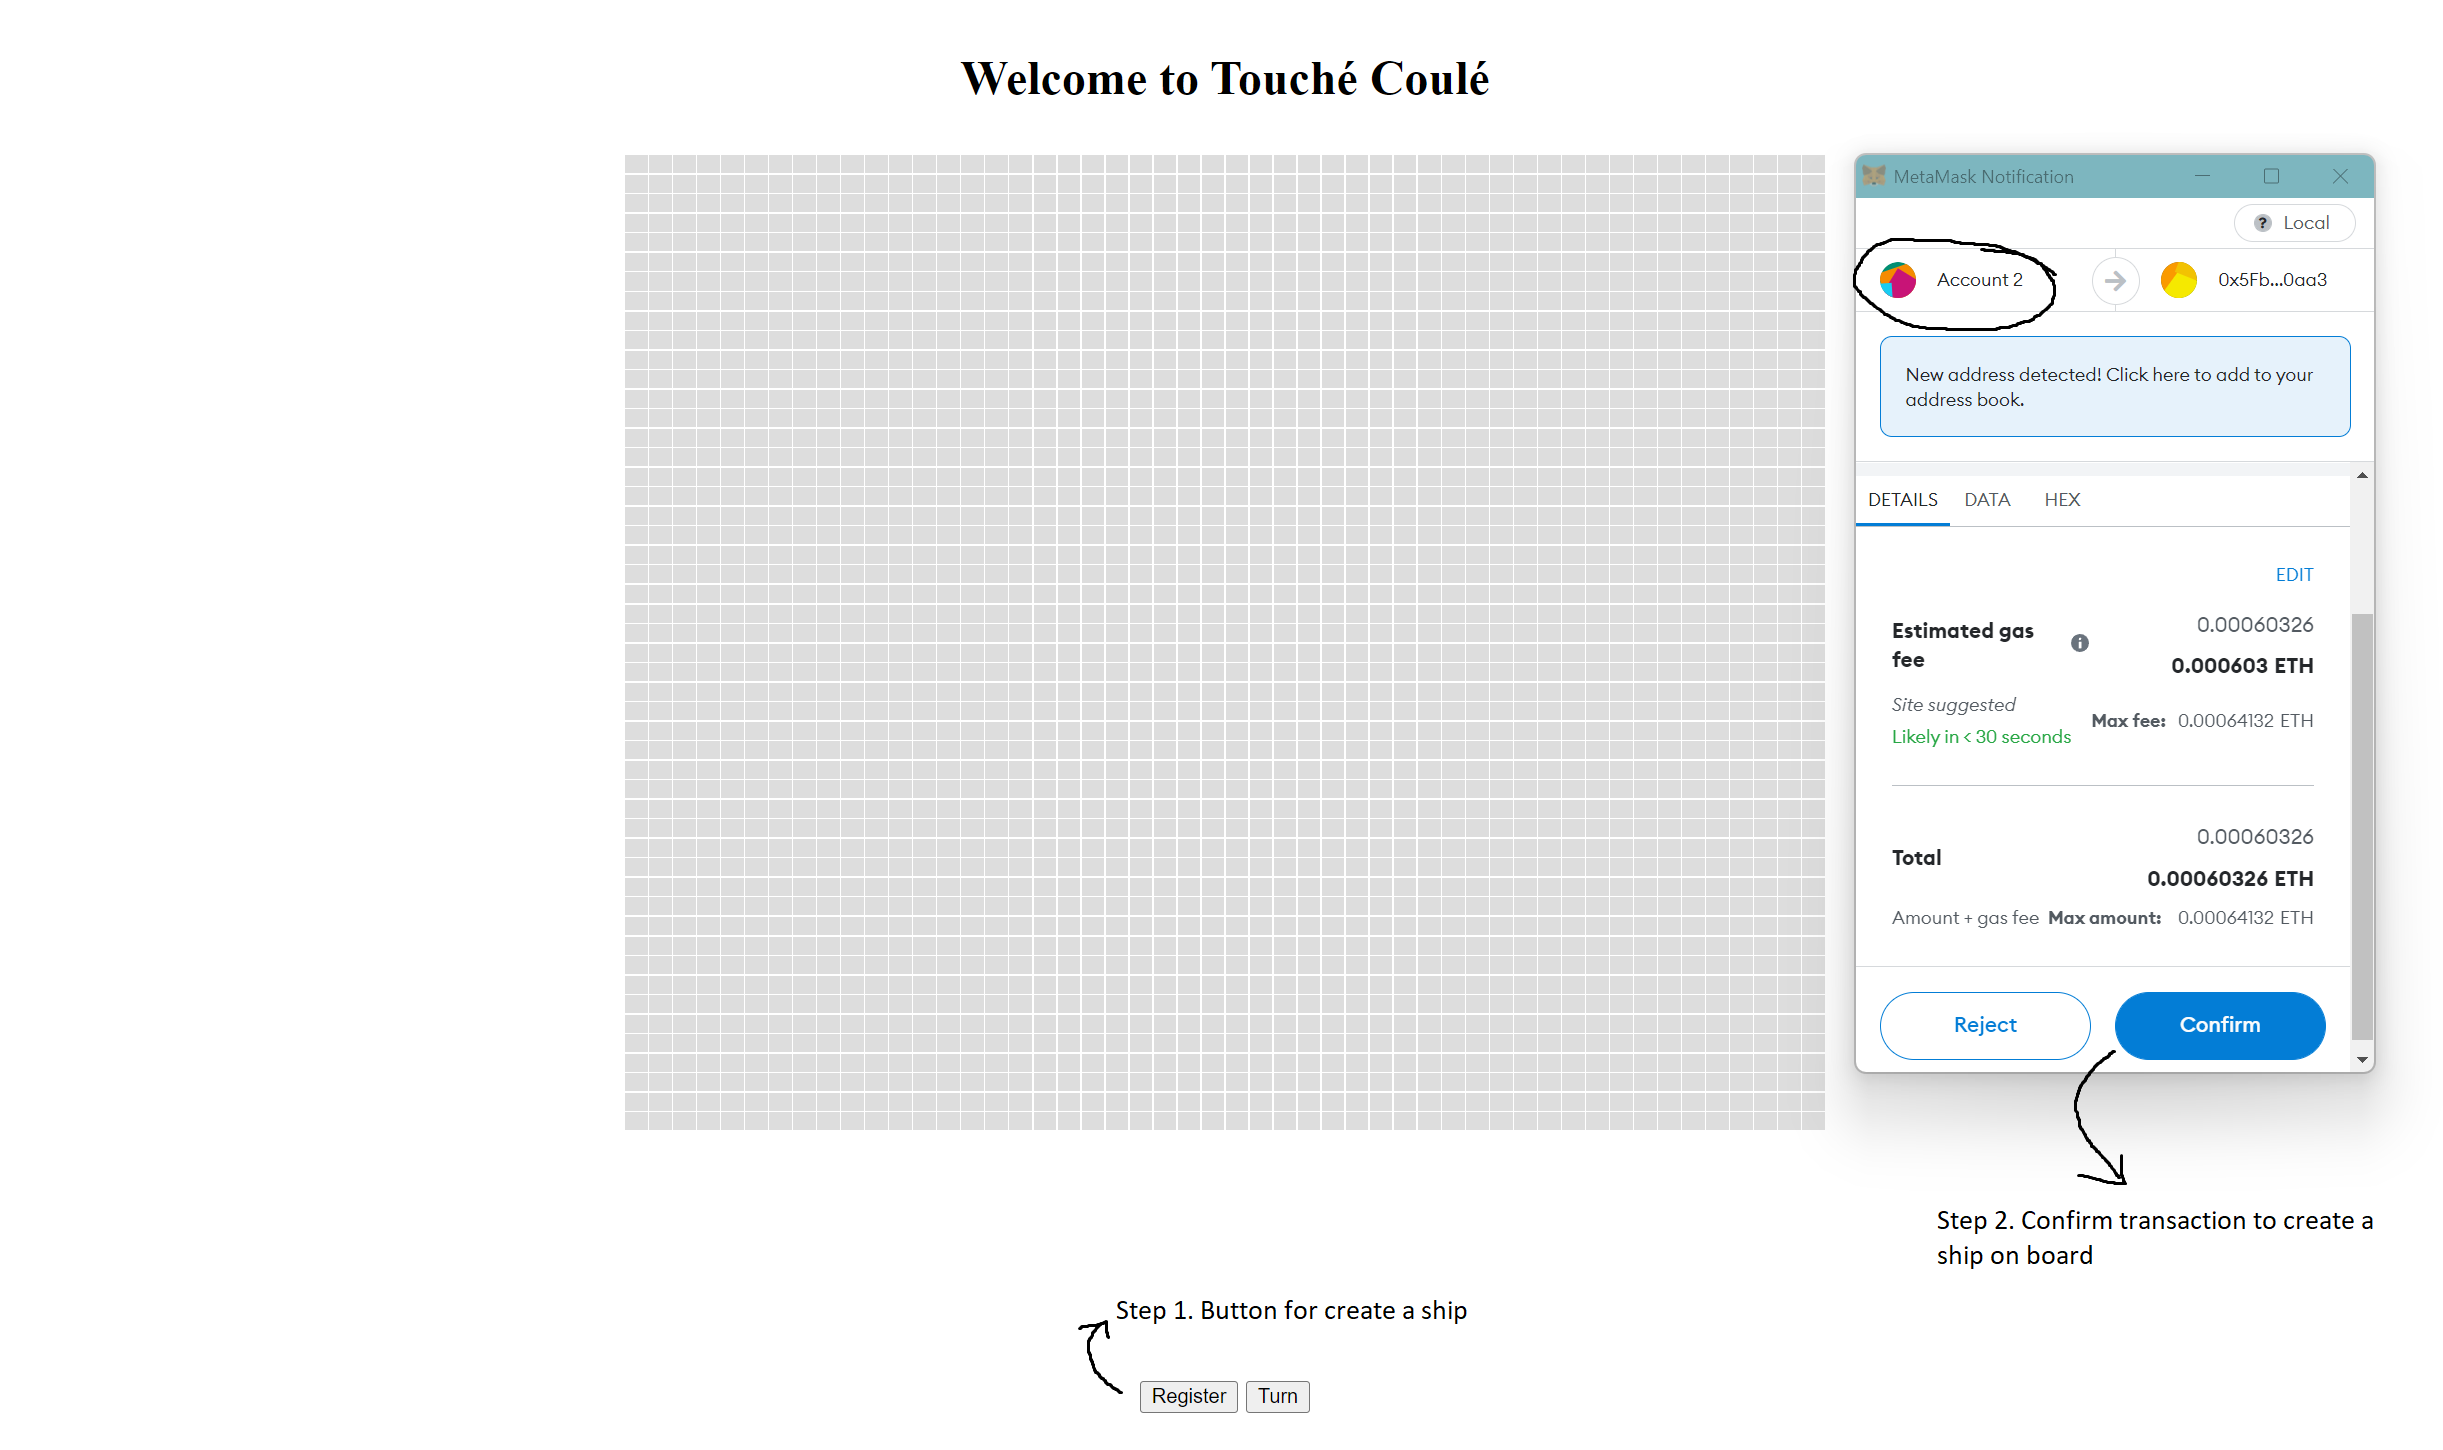 Welcome to Touché Coulé
MetaMask Notification
Local
Account 2
0x5Fb...0aa3
New address detected! Click here to add to your
address book.
DETAILS DATA HEX
EDIT
Estimated gas
fee
0.00060326
0.000603 ETH
Site suggested
Likely in < 30 seconds
Max fee: 0.00064132 ETH
Total
0.00060326
0.00060326 ETH
Amount + gas fee Max amount: 0.00064132 ETH
Reject Confirm
Step 2. Confirm transaction to create a
ship on board
Step 1. Button for create a ship
Register Turn